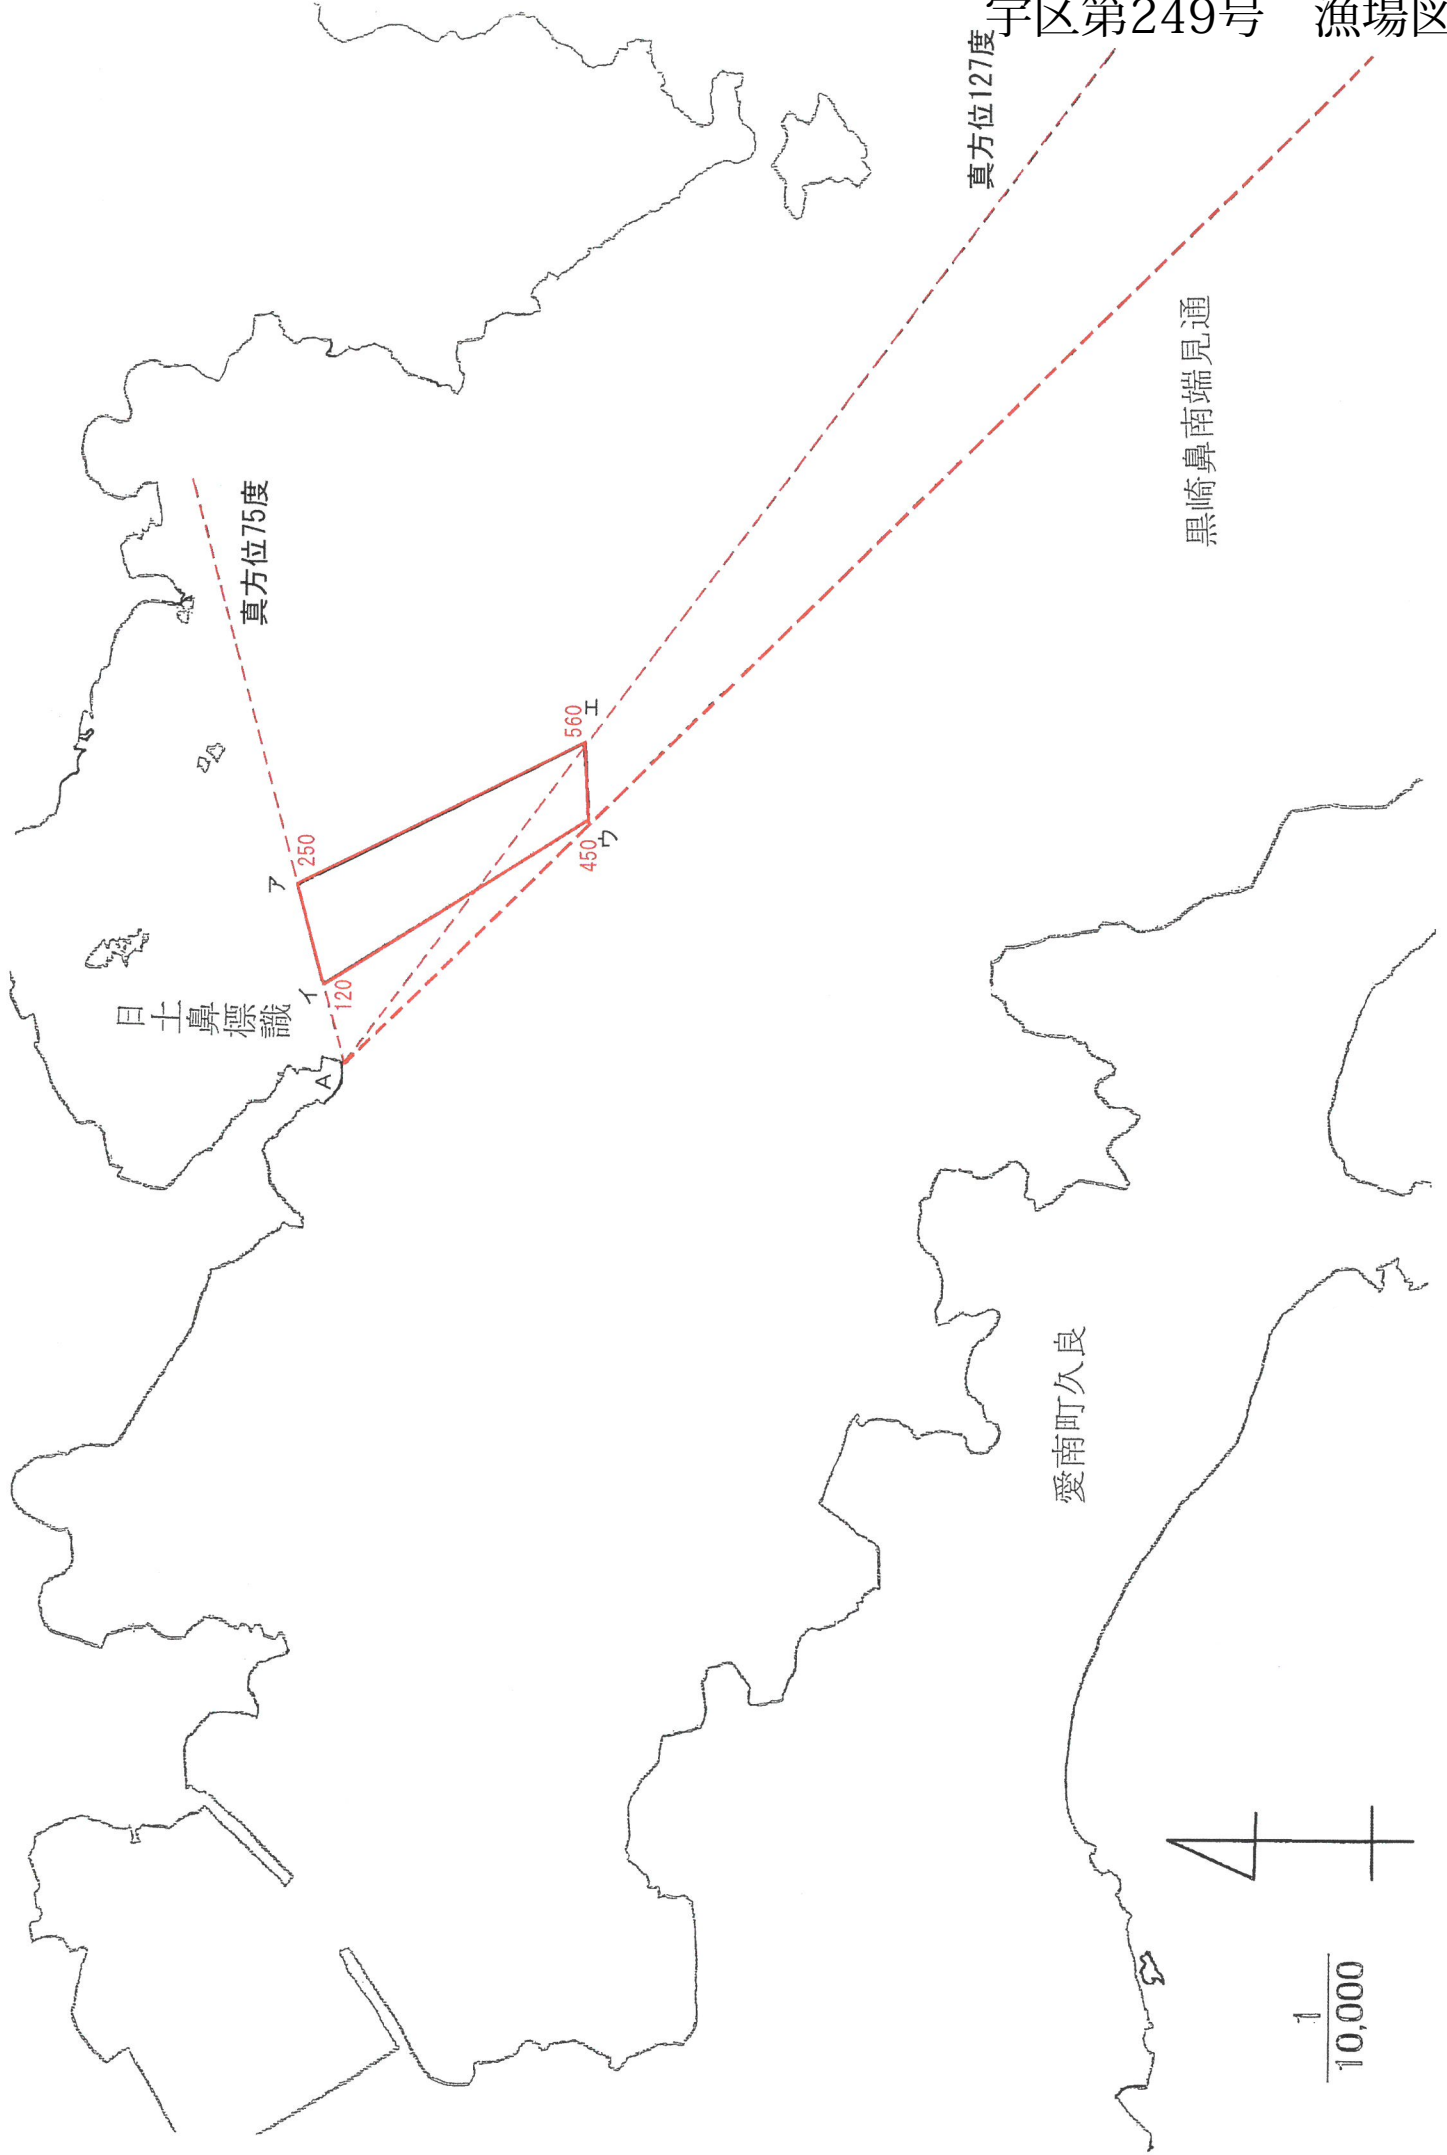 宇区第249号　漁場図
真方位127度
真方位75度
黒崎鼻南端見通
250
ア
560
エ
450
ウ
イ
120
日土鼻標識
A
愛南町久良
1
10,000